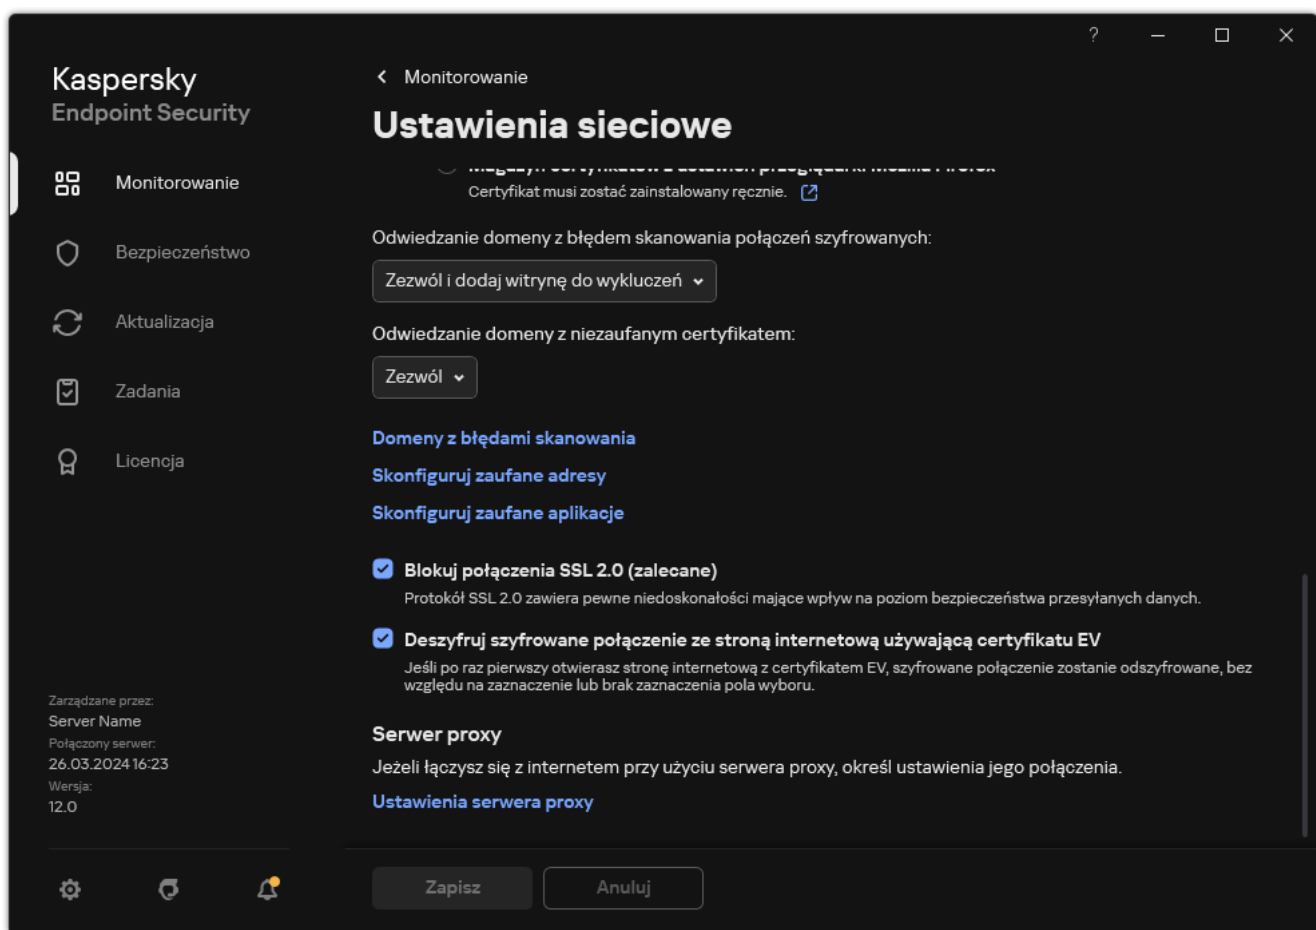 ?
Kaspersky
Endpoint Security
Monitorowanie
Bezpieczeństwo
Aktualizacja
Zadania
Licencja
Zarządzane przez:
Server Name
Połączony serwer:
26.03.2024 16:23
Wersja:
12.0
Monitorowanie
Ustawienia sieciowe
Magazyn certyfikatów z ustawień przeglądarki Mozilla Firefox
Certyfikat musi zostać zainstalowany ręcznie.
Odwiedzanie domeny z błędem skanowania połączeń szyfrowanych:
Zezwól i dodaj witrynę do wykluczeń
Odwiedzanie domeny z niezaufanym certyfikatem:
Zezwól
Domeny z błędami skanowania
Skonfiguruj zaufane adresy
Skonfiguruj zaufane aplikacje
Blokuj połączenia SSL 2.0 (zalecane)
Protokół SSL 2.0 zawiera pewne niedoskonałości mające wpływ na poziom bezpieczeństwa przesyłanych danych.
Deszyfruj szyfrowane połączenie ze stroną internetową używającą certyfikatu EV
Jeśli po raz pierwszy otwierasz stronę internetową z certyfikatem EV, szyfrowane połączenie zostanie odszyfrowane, bez
względu na zaznaczenie lub brak zaznaczenia pola wyboru.
Serwer proxy
Jeżeli łączysz się z internetem przy użyciu serwera proxy, określ ustawienia jego połączenia.
Ustawienia serwera proxy
Zapisz
Anuluj